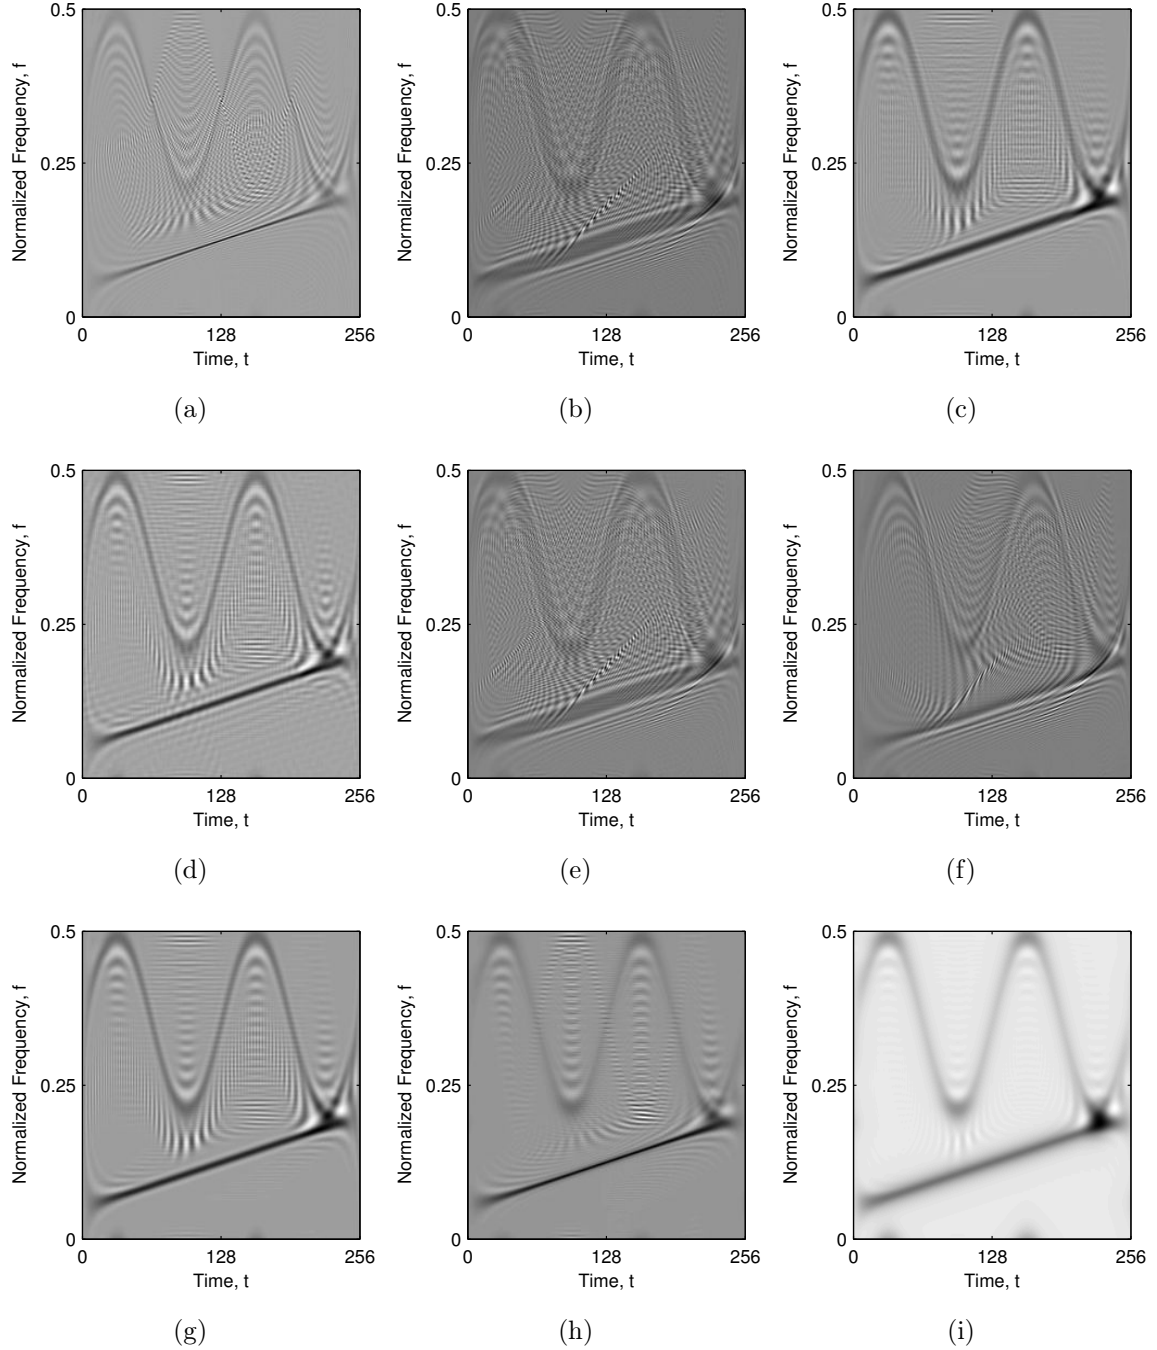 0.5
Normalized Frequency, f
0.25
0
0 128 256
Time, t
(a)
0.5
Normalized Frequency, f
0.25
0
0 128 256
Time, t
(b)
0.5
Normalized Frequency, f
0.25
0
0 128 256
Time, t
(c)
0.5
Normalized Frequency, f
0.25
0
0 128 256
Time, t
(d)
0.5
Normalized Frequency, f
0.25
0
0 128 256
Time, t
(e)
0.5
Normalized Frequency, f
0.25
0
0 128 256
Time, t
(f)
0.5
Normalized Frequency, f
0.25
0
0 128 256
Time, t
(g)
0.5
Normalized Frequency, f
0.25
0
0 128 256
Time, t
(h)
0.5
Normalized Frequency, f
0.25
0
0 128 256
Time, t
(i)